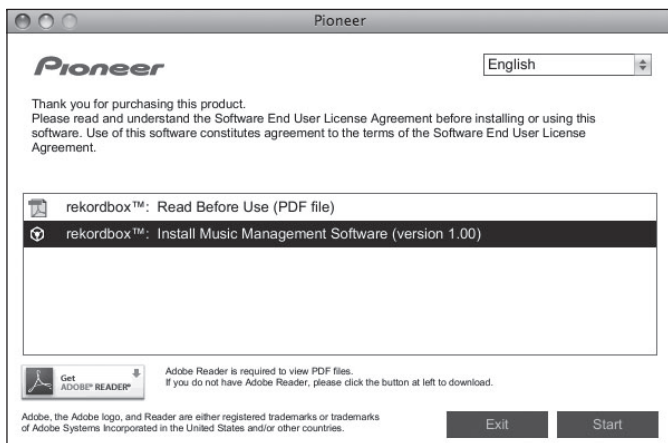 Pioneer
Pioneer
English
Thank you for purchasing this product.
Please read and understand the Software End User License Agreement before installing or using this
software. Use of this software constitutes agreement to the terms of the Software End User License
Agreement.
rekordbox™: Read Before Use (PDF file)
rekordbox™: Install Music Management Software (version 1.00)
Get
ADOBE® READER®
Adobe Reader is required to view PDF files.
If you do not have Adobe Reader, please click the button at left to download.
Adobe, the Adobe logo, and Reader are either registered trademarks or trademarks
of Adobe Systems Incorporated in the United States and/or other countries.
Exit
Start